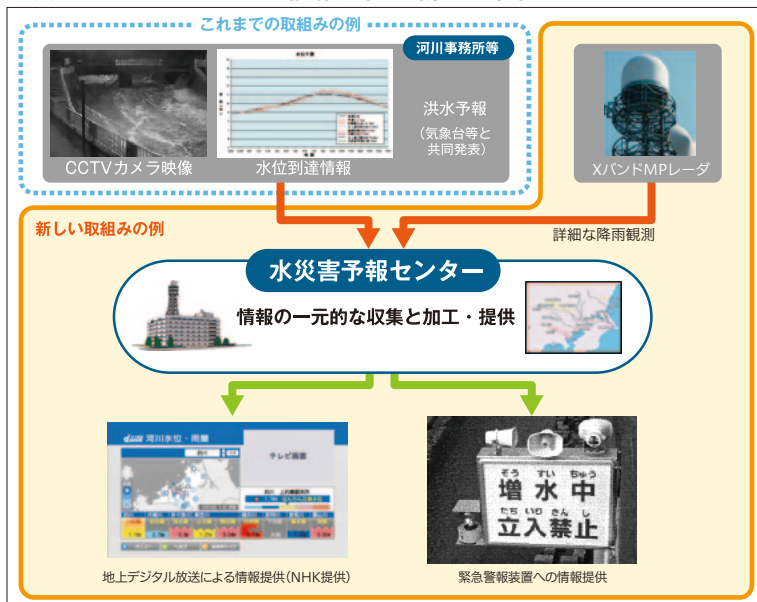 これまでの取組みの例
河川事務所等
CCTVカメラ映像
水位到達情報
洪水予報
(気象台等と
共同発表)
XバンドMPレーダ
新しい取組みの例
詳細な降雨観測
水災害予報センター
情報の一元的な収集と加工・提供
河川水位・雨量
テレビ画面
地上デジタル放送による情報提供(NHK提供)
ぞう すい ちゅう
増水中
たち いり きん し
立入禁止
緊急警報装置への情報提供